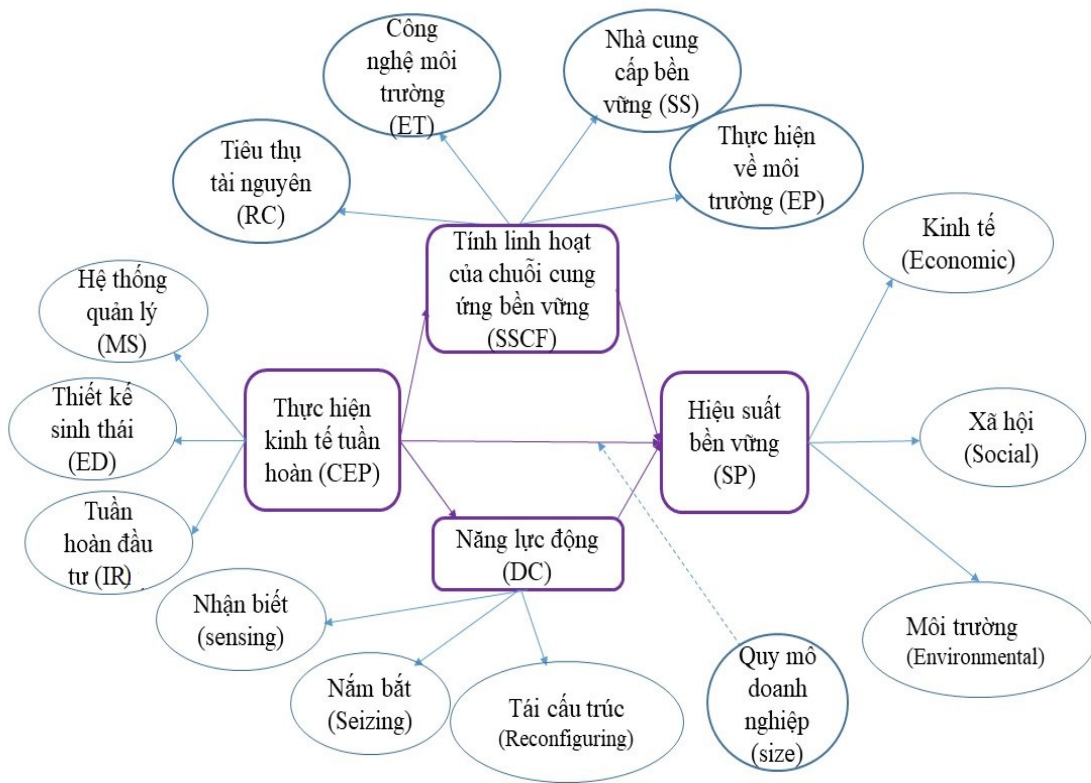 Công
nghệ môi
trường
(ET)
Nhà cung
cấp bền
vững (SS)
Tiêu thụ
tài nguyên
(RC)
Thực hiện
về môi
trường (EP)
Kinh tế
(Economic)
Tính linh hoạt
của chuỗi cung
ứng bền vững
(SSCF)
Hệ thống
quản lý
(MS)
Thiết kế
sinh thái
(ED)
Thực hiện
kinh tế tuần
hoàn (CEP)
Hiệu suất
bền vững
(SP)
Xã hội
(Social)
Tuần
hoàn đầu
tư (IR)
Năng lực động
(DC)
Nhận biết
(sensing)
Nắm bắt
(Seizing)
Tái cấu trúc
(Reconfiguring)
Quy mô
doanh
nghiệp
(size)
Môi trường
(Environmental)